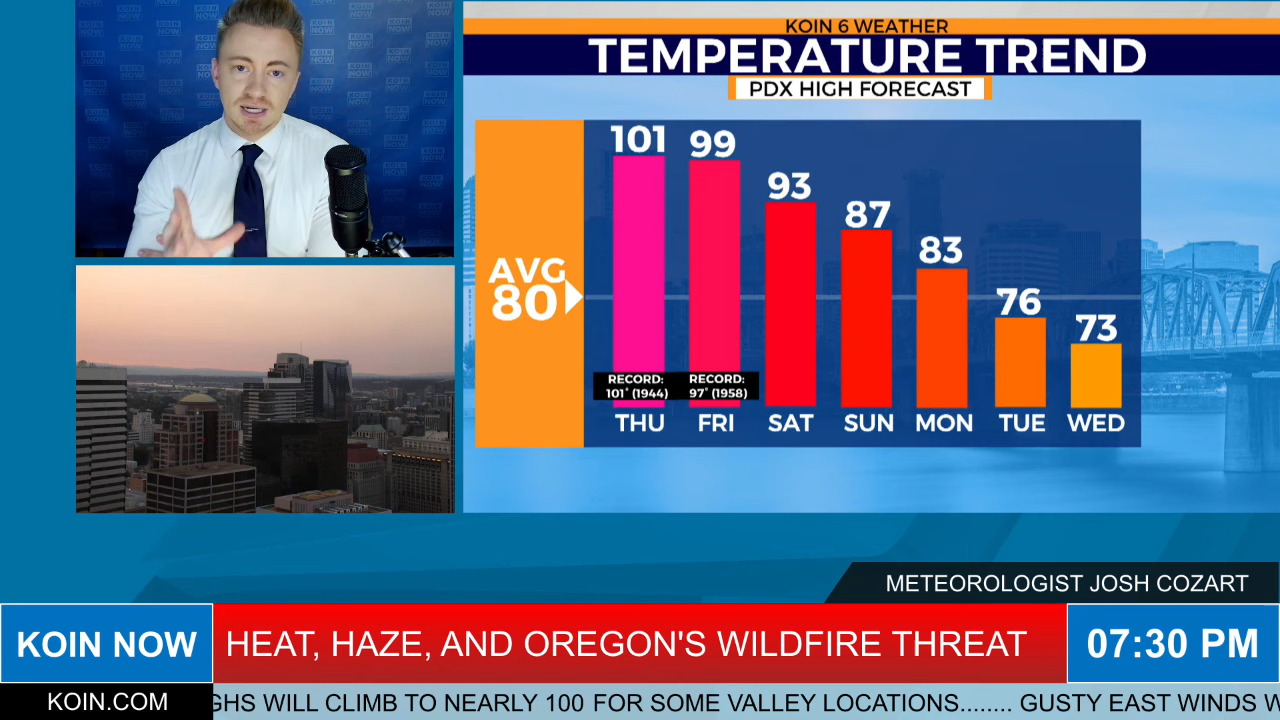 KOIN 6 WEATHER
TEMPERATURE TREND
PDX HIGH FORECAST
AVG
80
101
99
93
87
83
76
73
RECORD:
101° (1944)
RECORD:
97° (1958)
THU
FRI
SAT
SUN
MON
TUE
WED
METEOROLOGIST JOSH COZART
KOIN NOW
HEAT, HAZE, AND OREGON'S WILDFIRE THREAT
07:30 PM
KOIN.COM
GHS WILL CLIMB TO NEARLY 100 FOR SOME VALLEY LOCATIONS........ GUSTY EAST WINDS W
KOIN
NOW